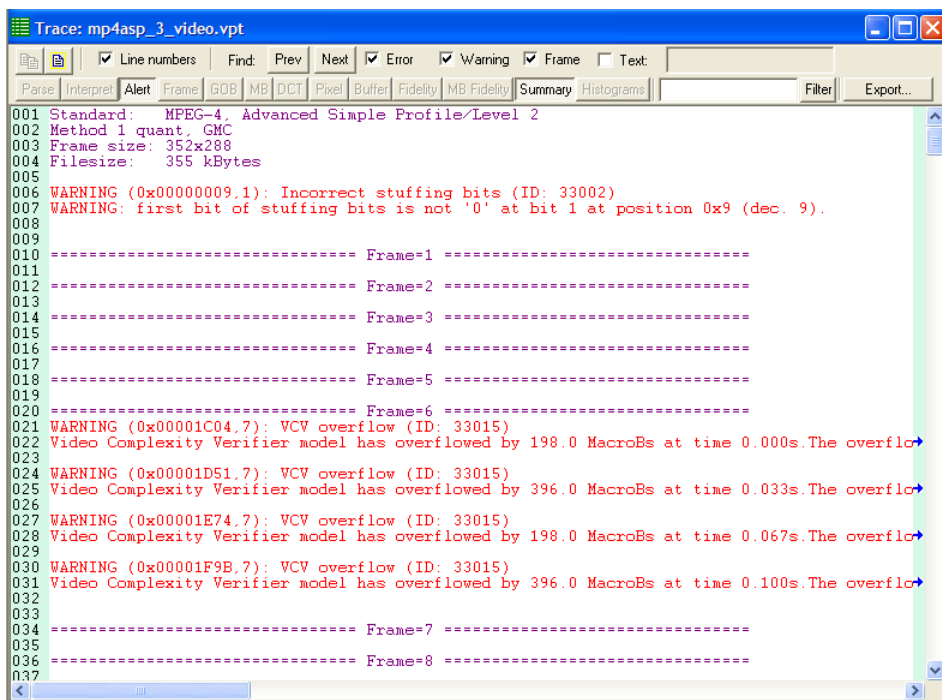 Trace: mp4asp_3_video.vpt
Line numbers Find: Prev Next Error Warning Frame Text:
Parse Interpret Alert Frame GOB MB DCT Pixel Buffer Fidelity MB Fidelity Summary Histograms Filter Export...
001 Standard: MPEG-4, Advanced Simple Profile/Level 2
002 Method 1 quant, GMC
003 Frame size: 352x288
004 Filesize: 355 kBytes
005
006 WARNING (0x00000009,1): Incorrect stuffing bits (ID: 33002)
007 WARNING: first bit of stuffing bits is not '0' at bit 1 at position 0x9 (dec. 9).
008
009
010 ================================ Frame=1 ================================
011
012 ================================ Frame=2 ================================
013
014 ================================ Frame=3 ================================
015
016 ================================ Frame=4 ================================
017
018 ================================ Frame=5 ================================
019
020 ================================ Frame=6 ================================
021 WARNING (0x00001C04,7): VCV overflow (ID: 33015)
022 Video Complexity Verifier model has overflowed by 198.0 MacroBs at time 0.000s.The overflo
023
024 WARNING (0x00001D51,7): VCV overflow (ID: 33015)
025 Video Complexity Verifier model has overflowed by 396.0 MacroBs at time 0.033s.The overflo
026
027 WARNING (0x00001E74,7): VCV overflow (ID: 33015)
028 Video Complexity Verifier model has overflowed by 198.0 MacroBs at time 0.067s.The overflo
029
030 WARNING (0x00001F9B,7): VCV overflow (ID: 33015)
031 Video Complexity Verifier model has overflowed by 396.0 MacroBs at time 0.100s.The overflo
032
033
034 ================================ Frame=7 ================================
035
036 ================================ Frame=8 ================================
037